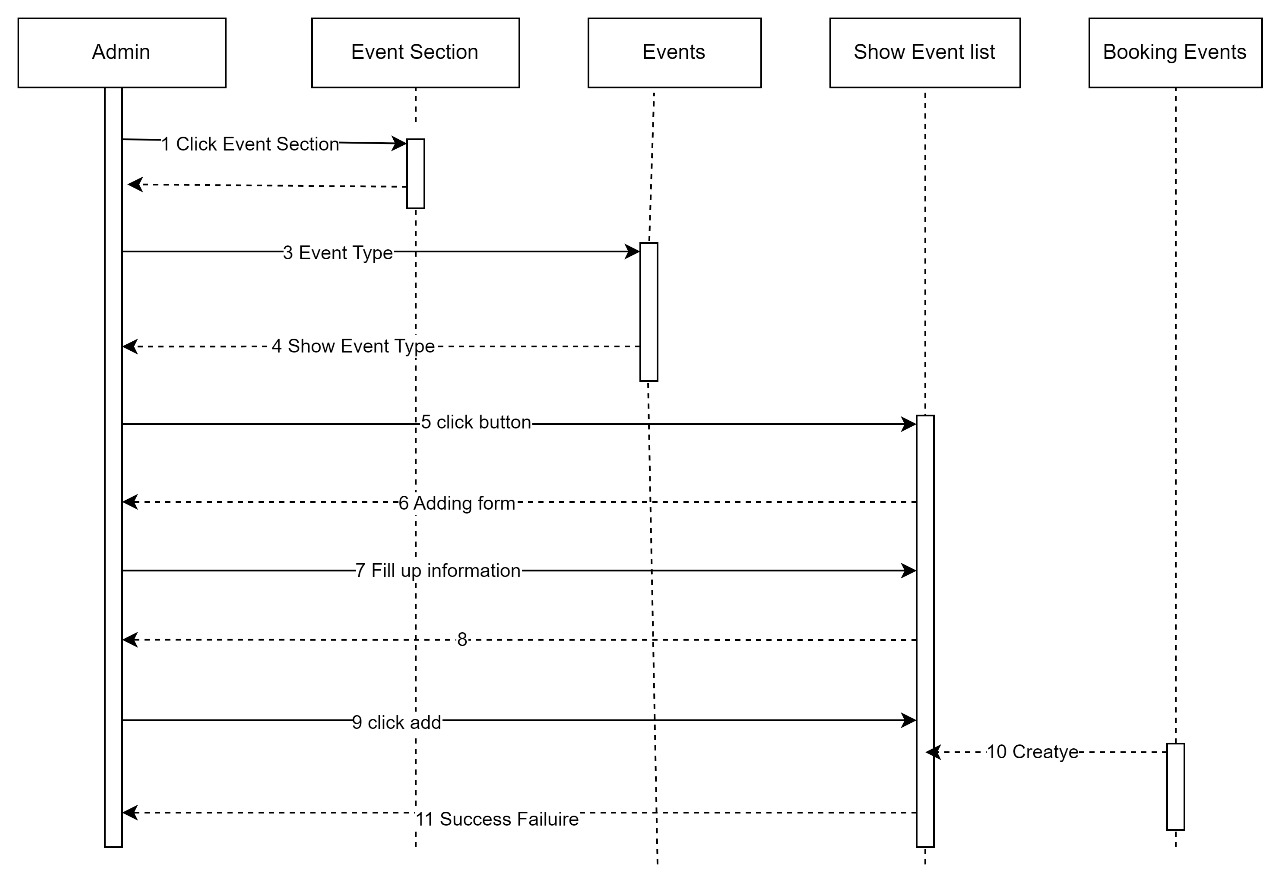 Admin
Event Section
Events
Show Event list
Booking Events
1 Click Event Section
3 Event Type
4 Show Event Type
5 click button
6 Adding form
7 Fill up information
8
9 click add
10 Creatye
11 Success Failuire